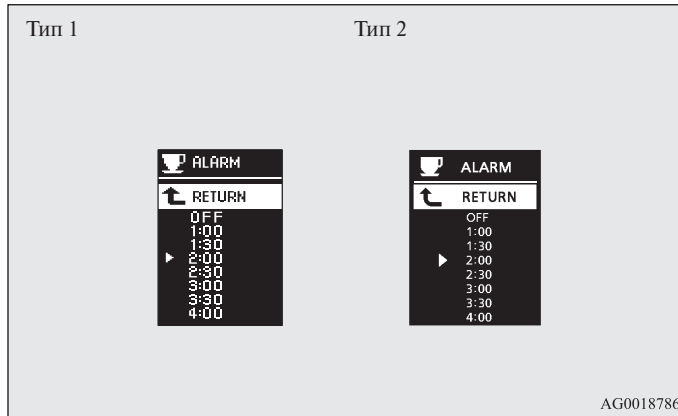 Тип 1
ALARM
RETURN
OFF
1:00
1:30
2:00
2:30
3:00
3:30
4:00
Тип 2
ALARM
RETURN
OFF
1:00
1:30
2:00
2:30
3:00
3:30
4:00
AG0018786